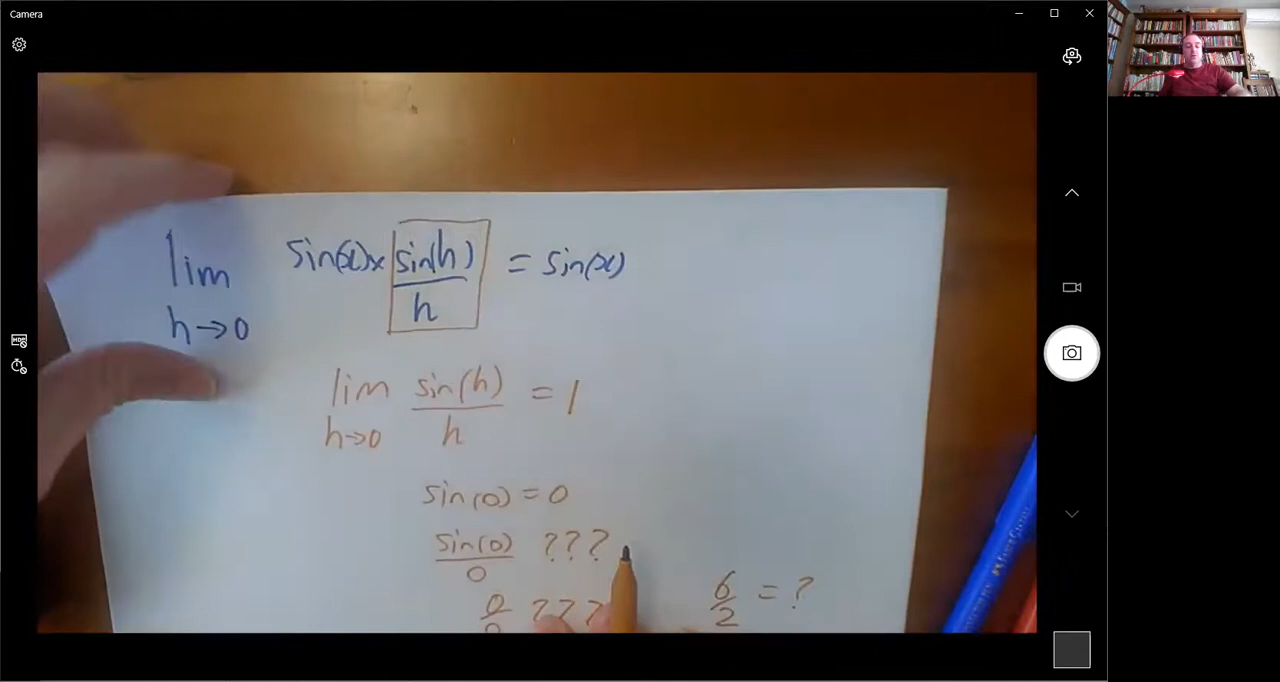 Camera
lim h→0 sin(x)× sin(h)/h = sin(x)
lim h→0 sin(h)/h = 1
sin(0) = 0
sin(0)/0 ???
0/0 ???
6/2 = ?